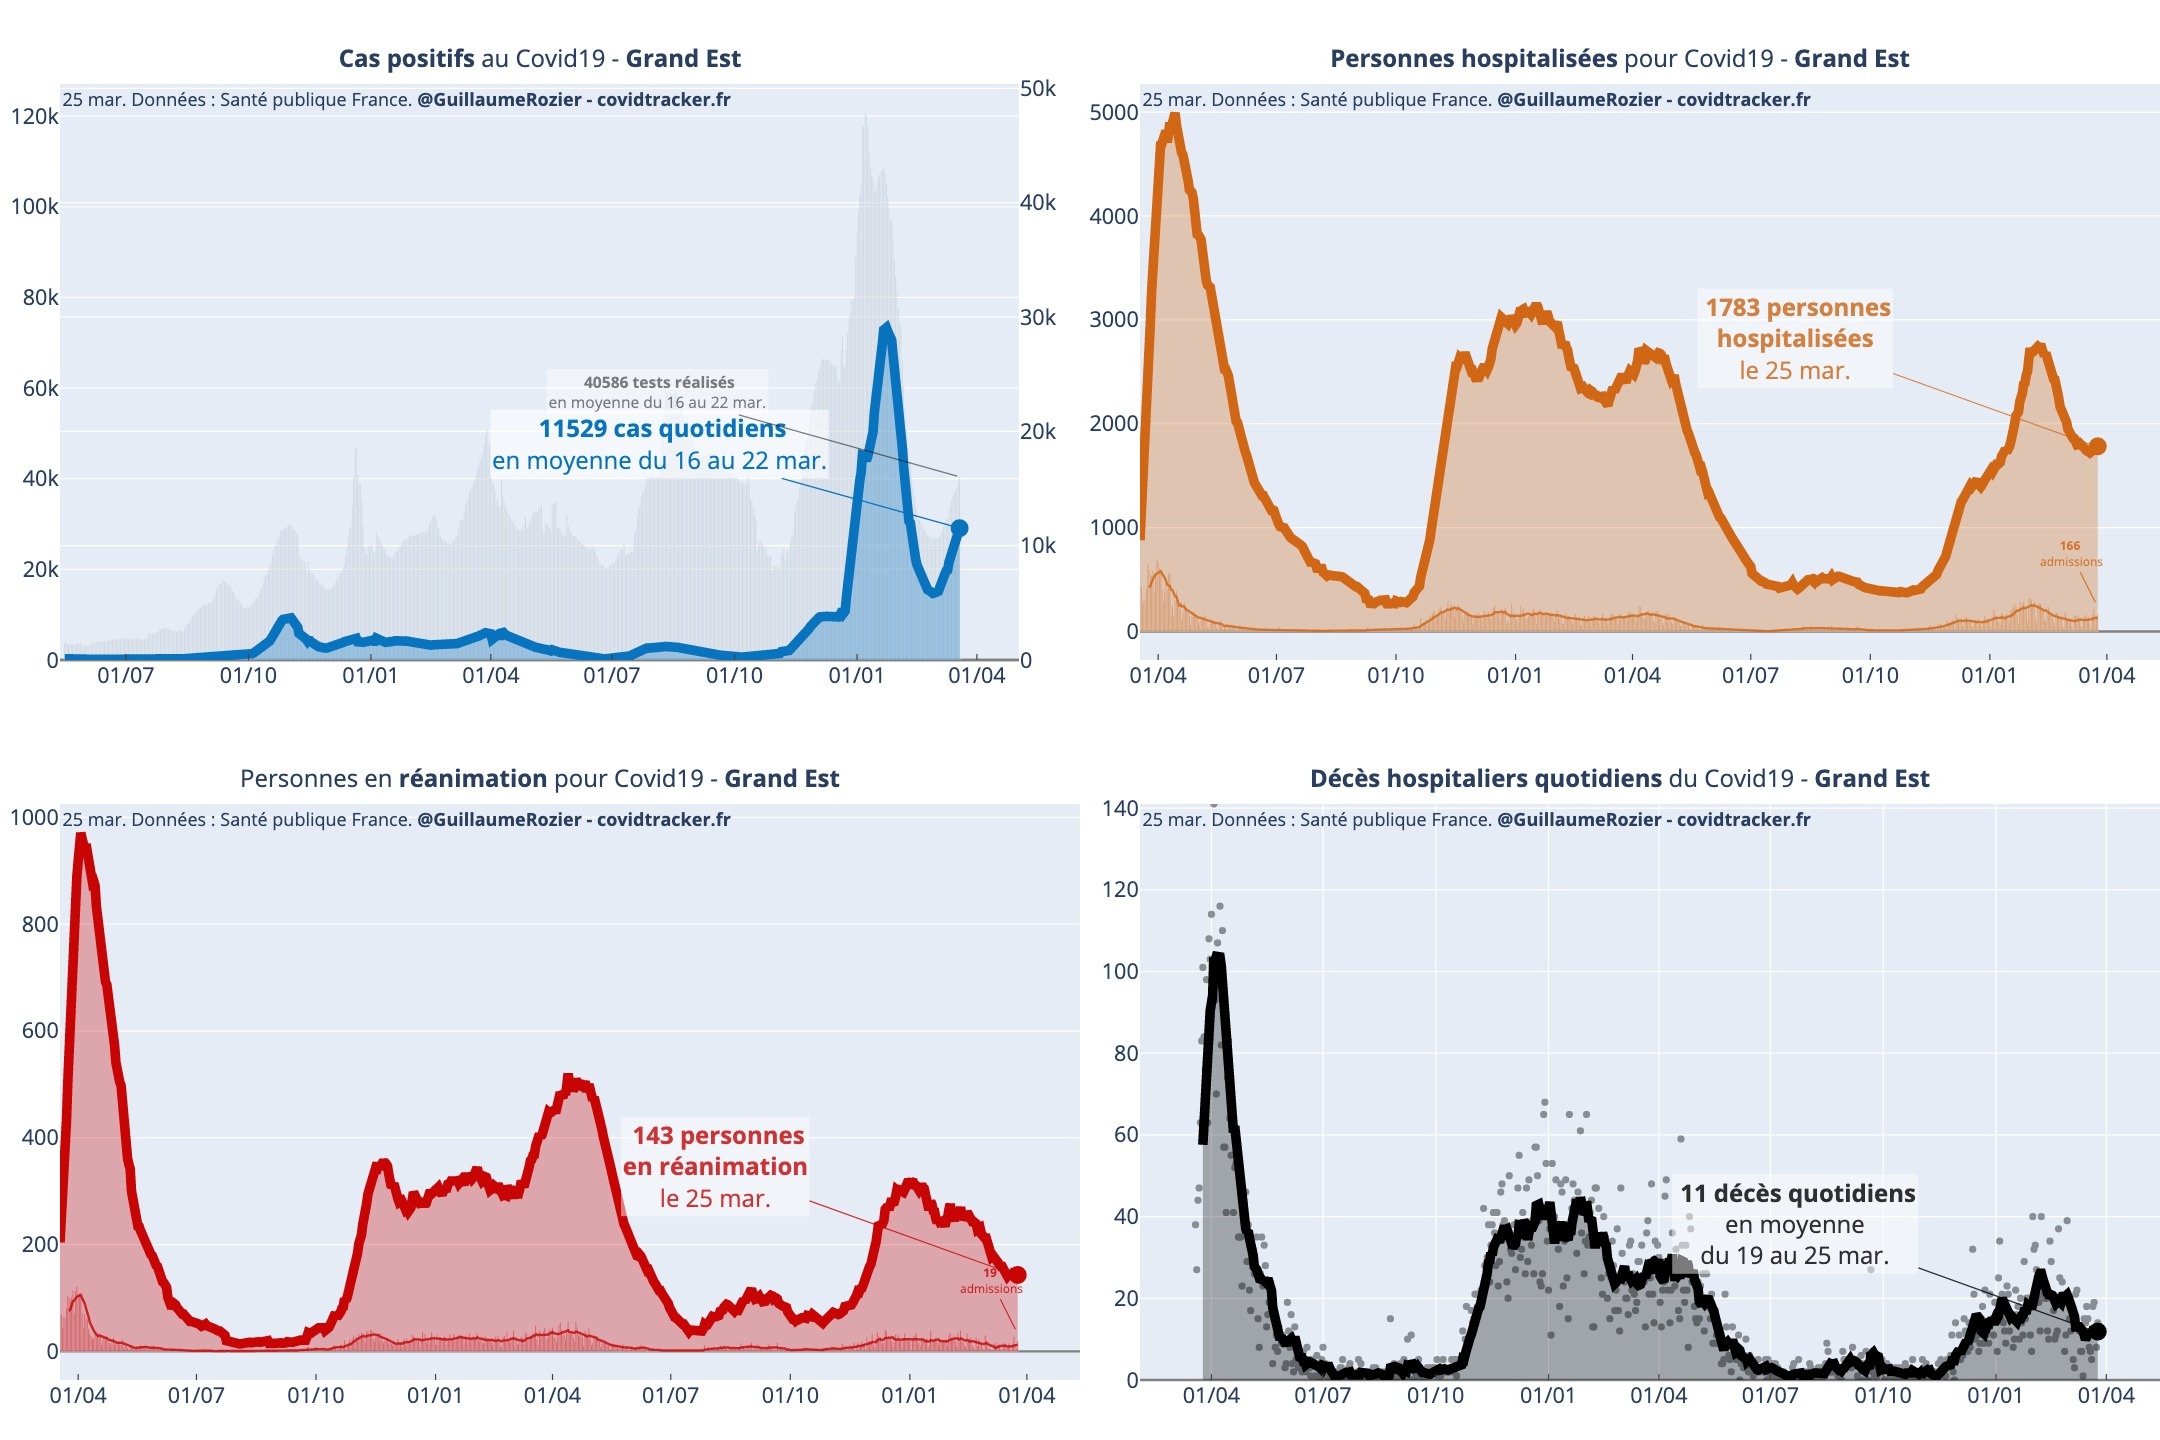 Cas positifs au Covid19 - Grand Est
25 mar. Données : Santé publique France. @GuillaumeRozier - covidtracker.fr
120k
100k
80k
60k
40k
20k
0
50k
40k
30k
20k
10k
0
40586 tests réalisés
en moyenne du 16 au 22 mar.
11529 cas quotidiens
en moyenne du 16 au 22 mar.
01/07 01/10 01/01 01/04 01/07 01/10 01/01 01/04
Personnes hospitalisées pour Covid19 - Grand Est
25 mar. Données : Santé publique France. @GuillaumeRozier - covidtracker.fr
5000
4000
3000
2000
1000
0
1783 personnes
hospitalisées
le 25 mar.
166
admissions
01/04 01/07 01/10 01/01 01/04 01/07 01/10 01/01 01/04
Personnes en réanimation pour Covid19 - Grand Est
25 mar. Données : Santé publique France. @GuillaumeRozier - covidtracker.fr
1000
800
600
400
200
0
143 personnes
en réanimation
le 25 mar.
19
admissions
01/04 01/07 01/10 01/01 01/04 01/07 01/10 01/01 01/04
Décès hospitaliers quotidiens du Covid19 - Grand Est
25 mar. Données : Santé publique France. @GuillaumeRozier - covidtracker.fr
140
120
100
80
60
40
20
0
11 décès quotidiens
en moyenne
du 19 au 25 mar.
01/04 01/07 01/10 01/01 01/04 01/07 01/10 01/01 01/04